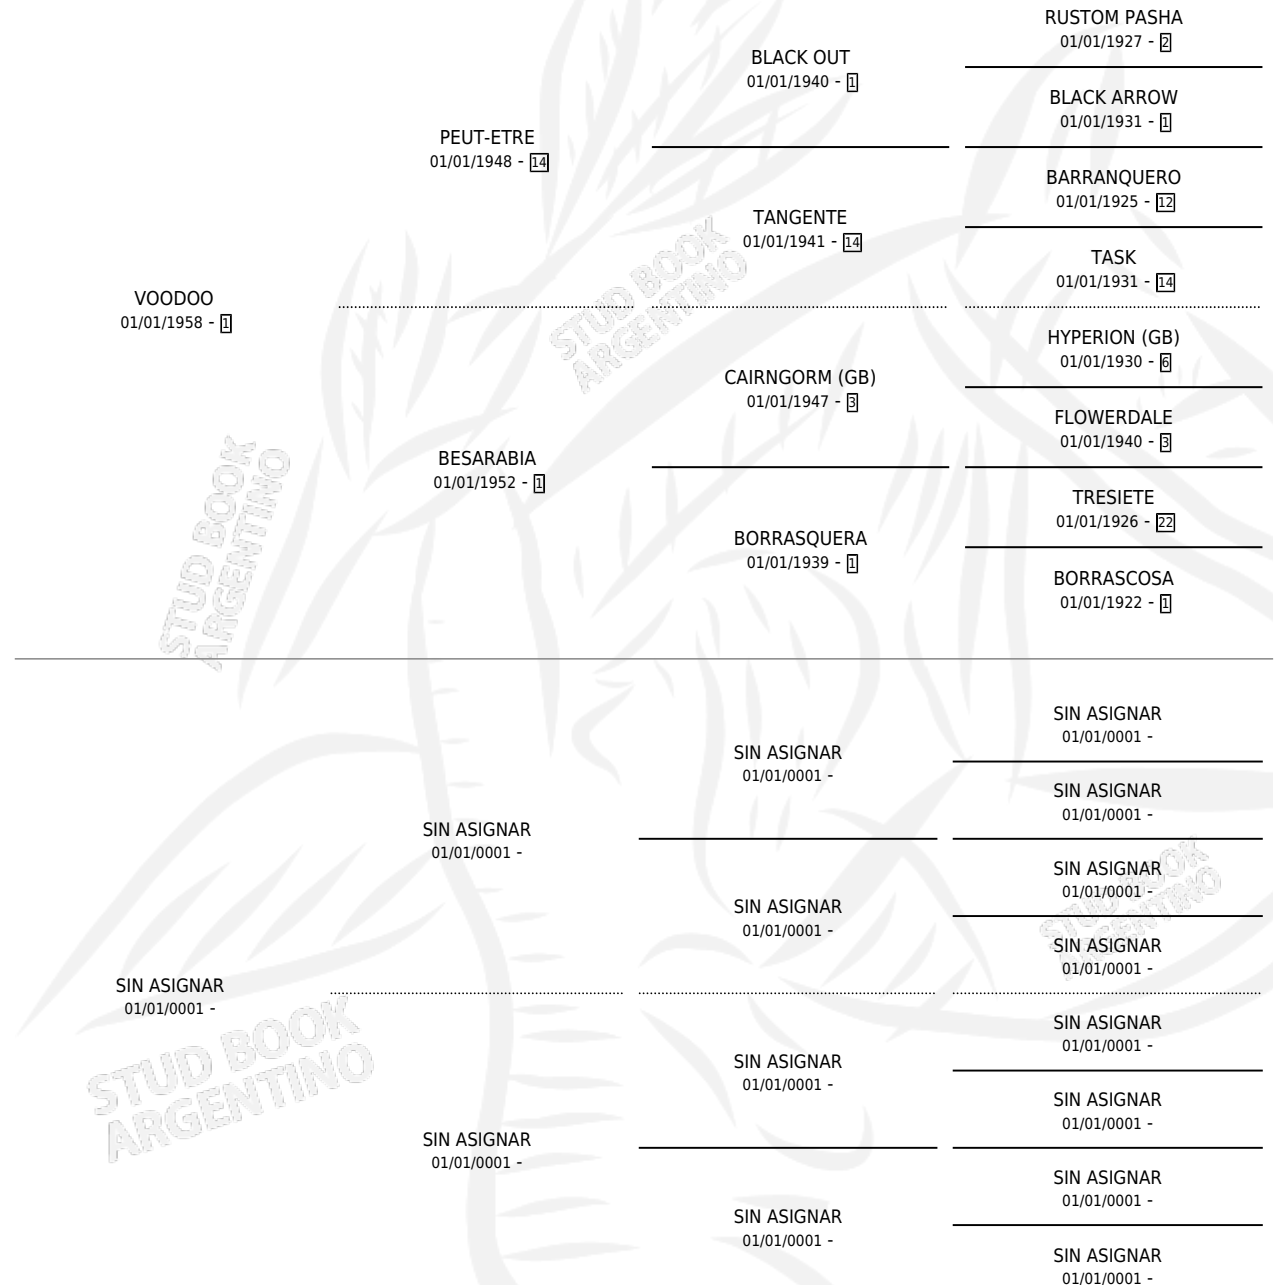 RUSTOM PASHA
01/01/1927 - 2
BLACK OUT
01/01/1940 - 1
BLACK ARROW
01/01/1931 - 1
PEUT-ETRE
01/01/1948 - 14
BARRANQUERO
01/01/1925 - 12
TANGENTE
01/01/1941 - 14
TASK
01/01/1931 - 14
VOODOO
01/01/1958 - 1
HYPERION (GB)
01/01/1930 - 6
CAIRNGORM (GB)
01/01/1947 - 3
FLOWERDALE
01/01/1940 - 3
BESARABIA
01/01/1952 - 1
TRESIETE
01/01/1926 - 22
BORRASQUERA
01/01/1939 - 1
BORRASCOSA
01/01/1922 - 1
STUD BOOK
ARGENTINO
STUD BOOK
ARGENTINO
SIN ASIGNAR
01/01/0001 -
SIN ASIGNAR
01/01/0001 -
SIN ASIGNAR
01/01/0001 -
SIN ASIGNAR
01/01/0001 -
SIN ASIGNAR
01/01/0001 -
SIN ASIGNAR
01/01/0001 -
SIN ASIGNAR
01/01/0001 -
SIN ASIGNAR
01/01/0001 -
SIN ASIGNAR
01/01/0001 -
SIN ASIGNAR
01/01/0001 -
SIN ASIGNAR
01/01/0001 -
SIN ASIGNAR
01/01/0001 -
SIN ASIGNAR
01/01/0001 -
SIN ASIGNAR
01/01/0001 -
SIN ASIGNAR
01/01/0001 -
STUD BOOK
ARGENTINO
STUD BOOK
ARGENTINO